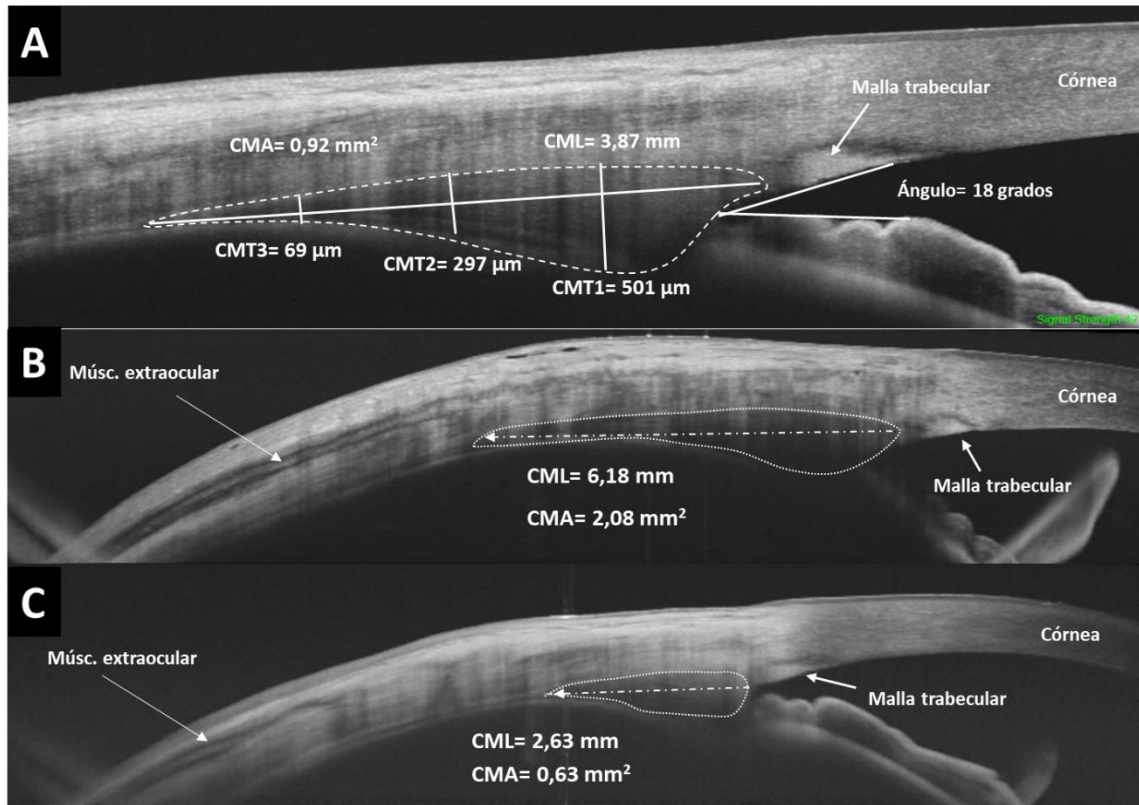 A
Malla trabecular
Córnea
CMA= 0,92 mm²
CML= 3,87 mm
Ángulo= 18 grados
CMT3= 69 µm
CMT2= 297 µm
CMT1= 501 µm
Signal Strength
B
Músc. extraocular
Córnea
CML= 6,18 mm
Malla trabecular
CMA= 2,08 mm²
C
Córnea
Músc. extraocular
Malla trabecular
CML= 2,63 mm
CMA= 0,63 mm²